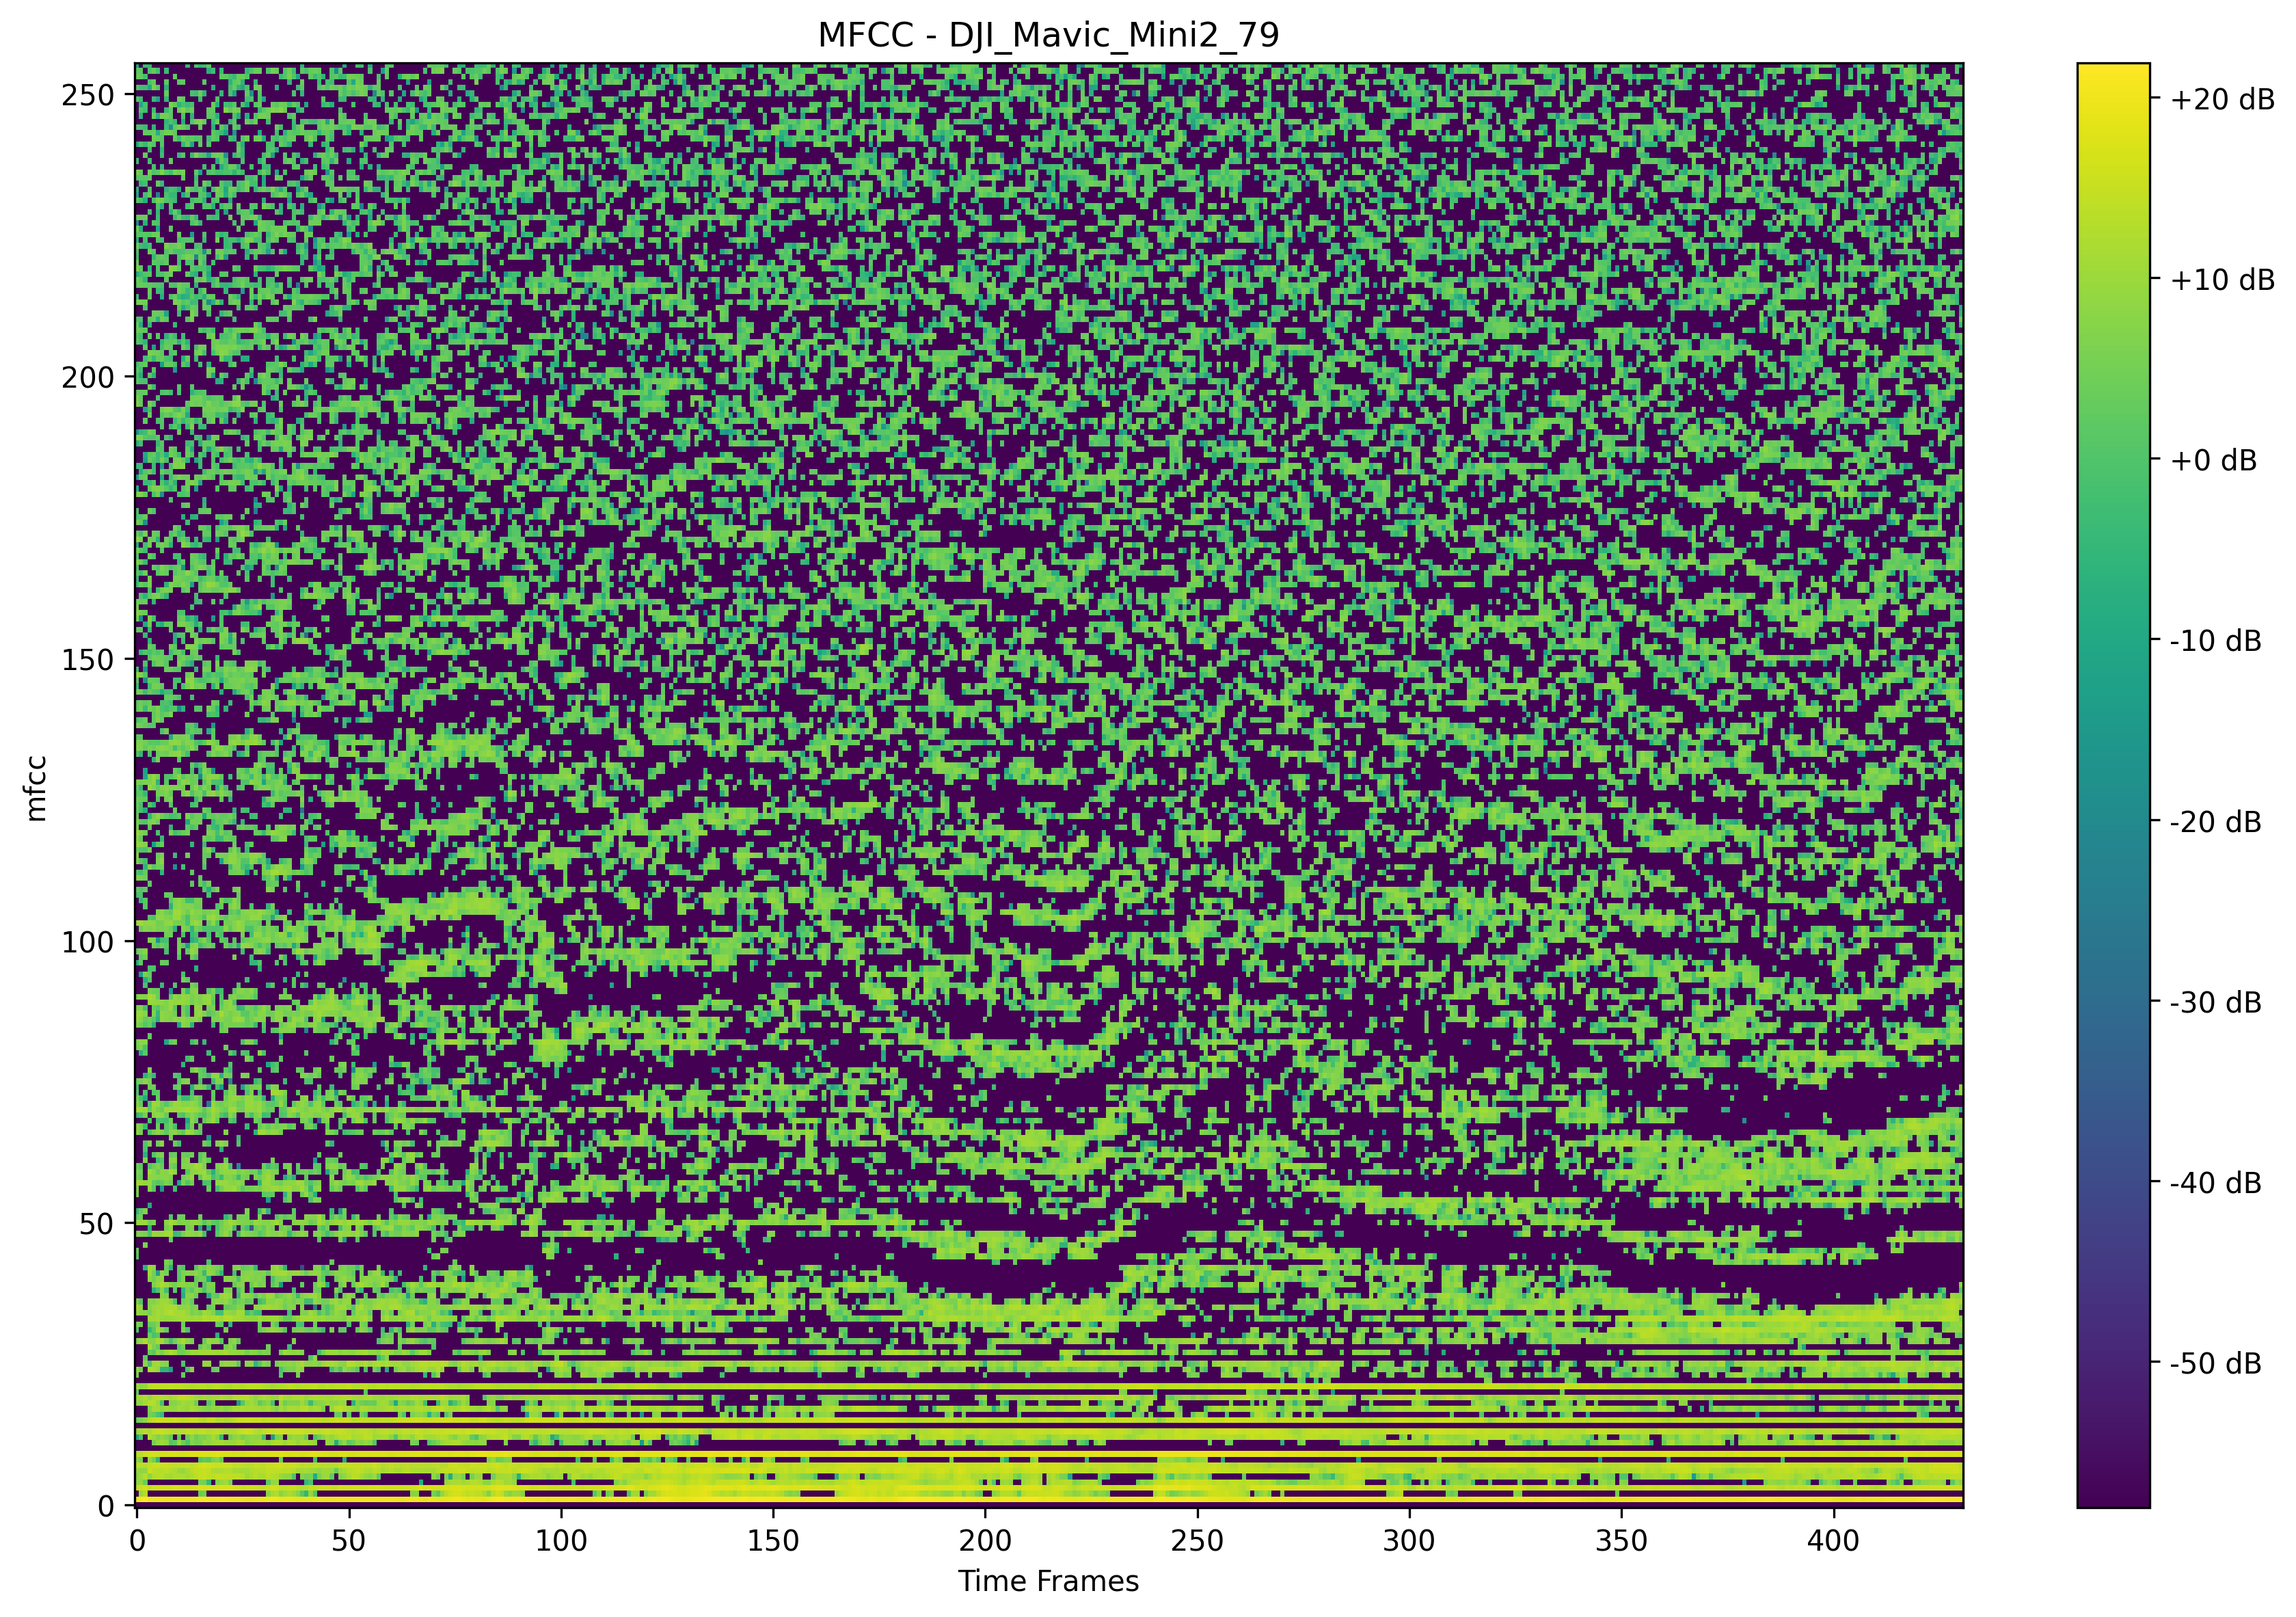 MFCC - DJI_Mavic_Mini2_79
250
200
150
100
50
0
mfcc
0 50 100 150 200 250 300 350 400
Time Frames
+20 dB
+10 dB
+0 dB
-10 dB
-20 dB
-30 dB
-40 dB
-50 dB